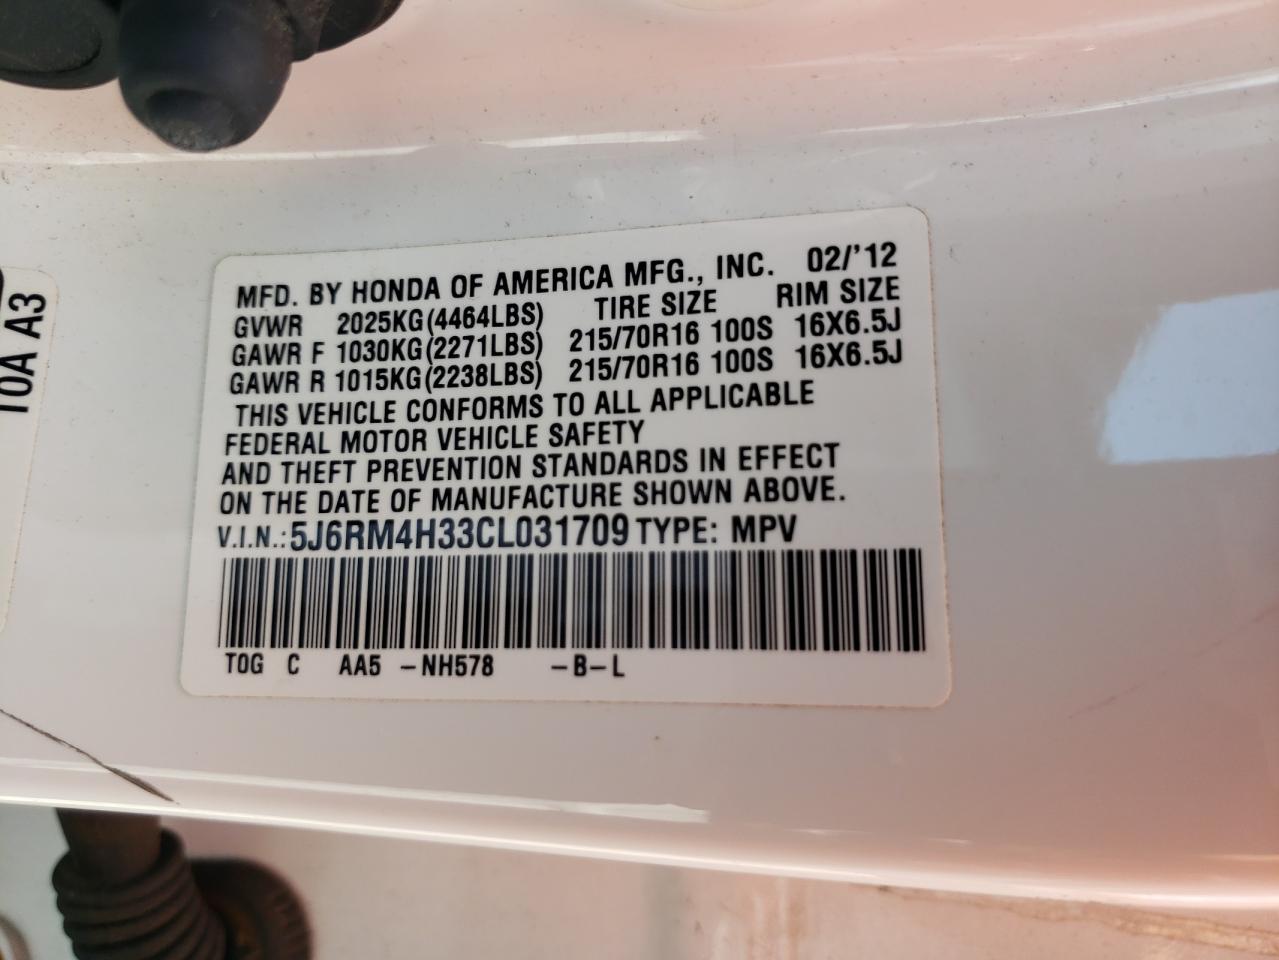 MFD. BY HONDA OF AMERICA MFG., INC. 02/'12
GVWR 2025KG(4464LBS) TIRE SIZE RIM SIZE
GAWR F 1030KG(2271LBS) 215/70R16 100S 16X6.5J
GAWR R 1015KG(2238LBS) 215/70R16 100S 16X6.5J
THIS VEHICLE CONFORMS TO ALL APPLICABLE
FEDERAL MOTOR VEHICLE SAFETY
AND THEFT PREVENTION STANDARDS IN EFFECT
ON THE DATE OF MANUFACTURE SHOWN ABOVE.
V.I.N.: 5J6RM4H33CL031709 TYPE: MPV
TOG C AA5 -NH578 -B-L
TOA A3